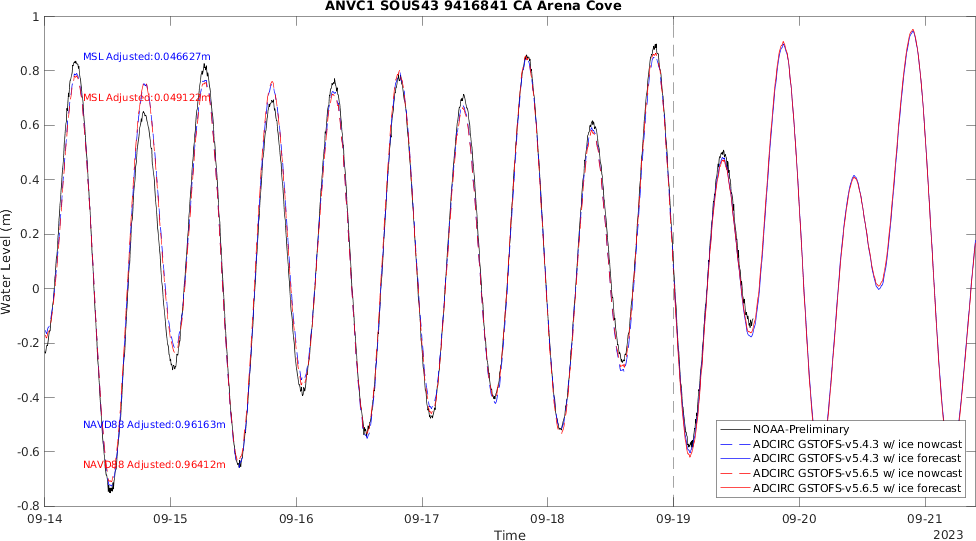 ANVC1 SOUS43 9416841 CA Arena Cove
1
0.8
0.6
0.4
0.2
0
-0.2
-0.4
-0.6
-0.8
Water Level (m)
MSL Adjusted:0.046627m
MSL Adjusted:0.049122m
NAVD88 Adjusted:0.96163m
NAVD88 Adjusted:0.96412m
NOAA-Preliminary
ADCIRC GSTOFS-v5.4.3 w/ ice nowcast
ADCIRC GSTOFS-v5.4.3 w/ ice forecast
ADCIRC GSTOFS-v5.6.5 w/ ice nowcast
ADCIRC GSTOFS-v5.6.5 w/ ice forecast
09-14 09-15 09-16 09-17 09-18 09-19 09-20 09-21
Time
2023